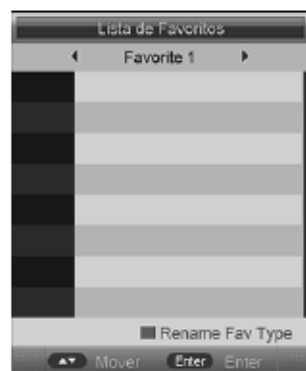 Lista de Favoritos
Favorite 1
Rename Fav Type
Mover Enter Enter